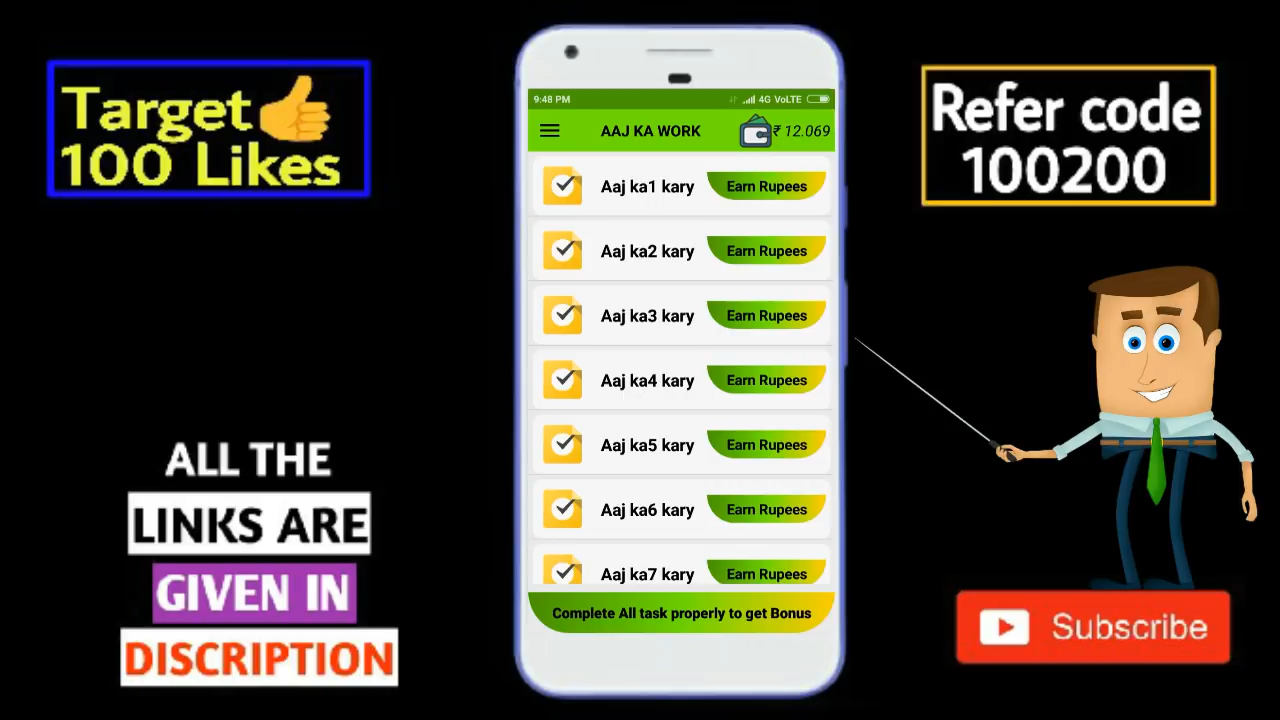 Target👍
100 Likes
Refer code
100200
9:48 PM
4G VoLTE
AAJ KA WORK
₹ 12.069
Aaj ka1 kary
Earn Rupees
Aaj ka2 kary
Earn Rupees
Aaj ka3 kary
Earn Rupees
Aaj ka4 kary
Earn Rupees
Aaj ka5 kary
Earn Rupees
Aaj ka6 kary
Earn Rupees
Aaj ka7 kary
Earn Rupees
Complete All task properly to get Bonus
ALL THE
LINKS ARE
GIVEN IN
DISCRIPTION
Subscribe